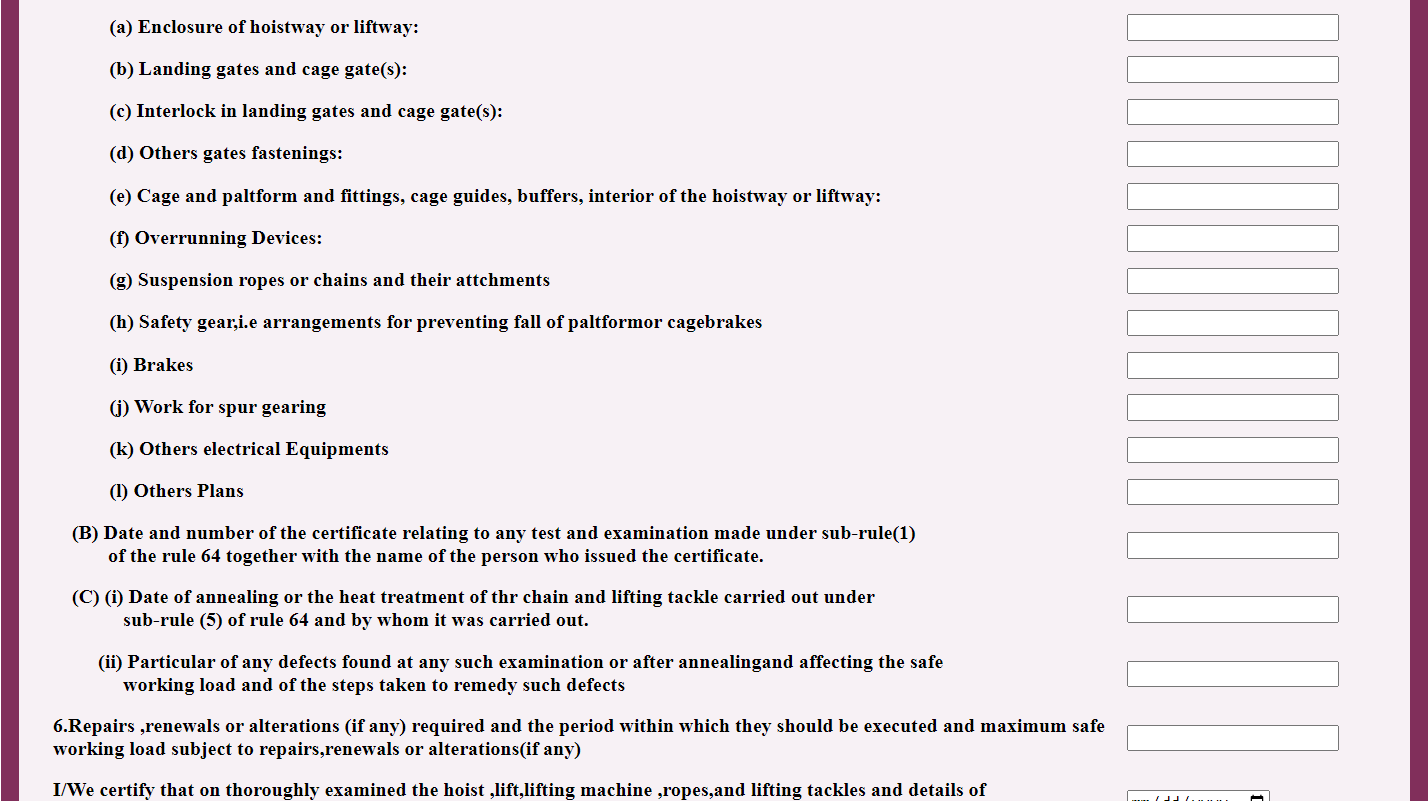 (a) Enclosure of hoistway or liftway:
(b) Landing gates and cage gate(s):
(c) Interlock in landing gates and cage gate(s):
(d) Others gates fastenings:
(e) Cage and paltform and fittings, cage guides, buffers, interior of the hoistway or liftway:
(f) Overrunning Devices:
(g) Suspension ropes or chains and their attchments
(h) Safety gear,i.e arrangements for preventing fall of paltformor cagebrakes
(i) Brakes
(j) Work for spur gearing
(k) Others electrical Equipments
(l) Others Plans
(B) Date and number of the certificate relating to any test and examination made under sub-rule(1)
of the rule 64 together with the name of the person who issued the certificate.
(C) (i) Date of annealing or the heat treatment of thr chain and lifting tackle carried out under
sub-rule (5) of rule 64 and by whom it was carried out.
(ii) Particular of any defects found at any such examination or after annealingand affecting the safe
working load and of the steps taken to remedy such defects
6.Repairs ,renewals or alterations (if any) required and the period within which they should be executed and maximum safe
working load subject to repairs,renewals or alterations(if any)
I/We certify that on thoroughly examined the hoist ,lift,lifting machine ,ropes,and lifting tackles and details of